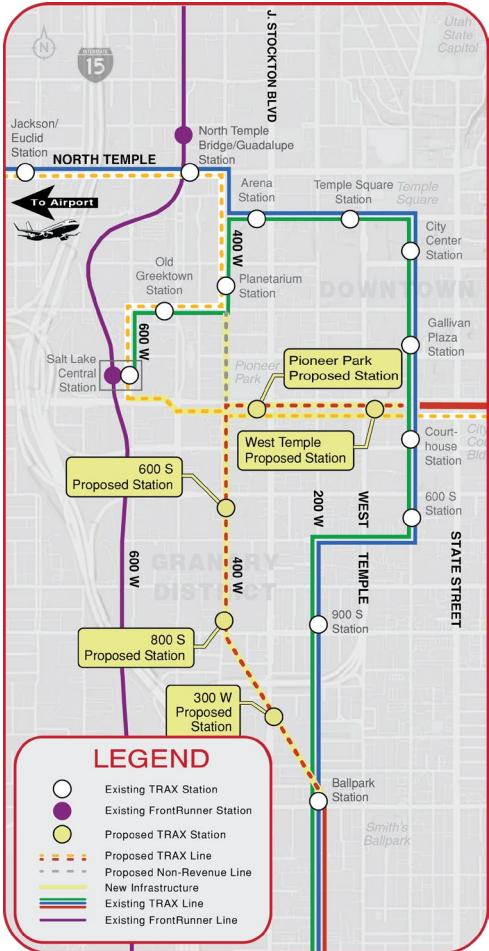 Utah
State
Capitol
N
INTERSTATE
15
J. STOCKTON BLVD
Jackson/
Euclid
Station
NORTH TEMPLE
North Temple
Bridge/Guadalupe
Station
To Airport
Arena
Station
Temple Square
Station
Temple
Square
City
Center
Station
400 W
Old
Greektown
Station
Planetarium
Station
DOWNTOWN
600 W
Gallivan
Plaza
Station
Salt Lake
Central
Station
Pioneer
Park
Pioneer Park
Proposed Station
West Temple
Proposed Station
Court-
house
Station
City
600 S
Proposed Station
600 S
Station
200 W
WEST
TEMPLE
STATE STREET
GRANARY
DISTRICT
600 W
400 W
900 S
Station
800 S
Proposed Station
300 W
Proposed
Station
Ballpark
Station
Smith's
Ballpark
LEGEND
Existing TRAX Station
Existing FrontRunner Station
Proposed TRAX Station
Proposed TRAX Line
Proposed Non-Revenue Line
New Infrastructure
Existing TRAX Line
Existing FrontRunner Line